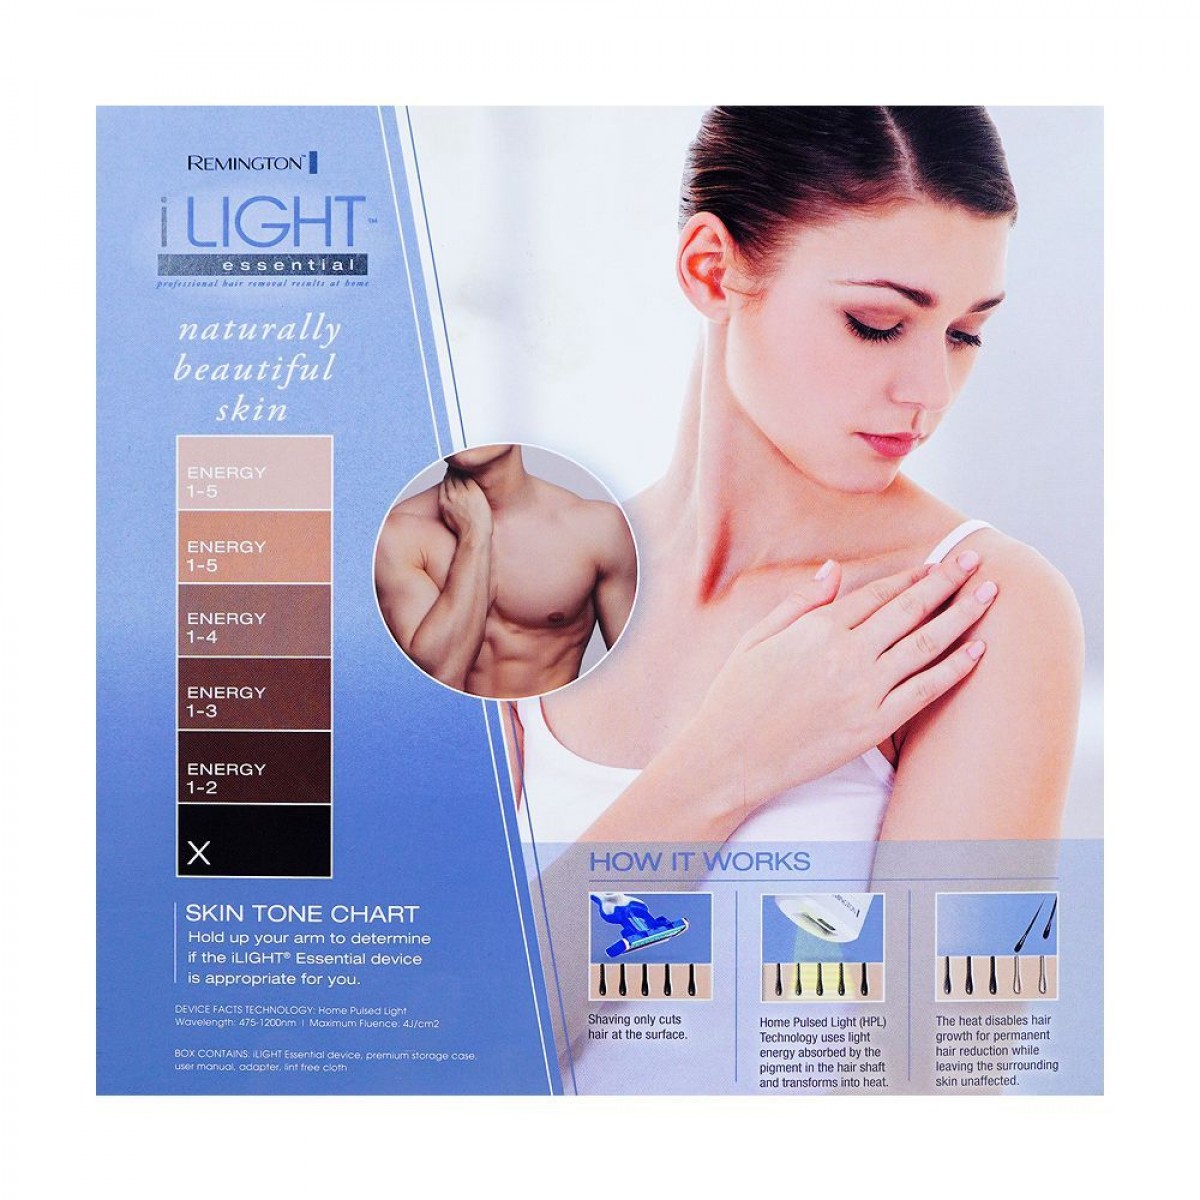 REMINGTON™
i LIGHT™
essential
professional hair removal results at home
naturally
beautiful
skin
ENERGY
1-5
ENERGY
1-5
ENERGY
1-4
ENERGY
1-3
ENERGY
1-2
X
SKIN TONE CHART
Hold up your arm to determine
if the iLIGHT® Essential device
is appropriate for you.
DEVICE FACTS TECHNOLOGY: Home Pulsed Light
Wavelength: 475-1200nm | Maximum Fluence: 4J/cm2
BOX CONTAINS: iLIGHT Essential device, premium storage case,
user manual, adapter, lint free cloth
HOW IT WORKS
Shaving only cuts
hair at the surface.
Home Pulsed Light (HPL)
Technology uses light
energy absorbed by the
pigment in the hair shaft
and transforms into heat.
The heat disables hair
growth for permanent
hair reduction while
leaving the surrounding
skin unaffected.